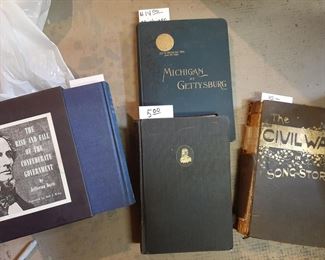 THE
RISE AND FALL
OF THE
CONFEDERATE
GOVERNMENT
by
Jefferson Davis
MICHIGAN
AT
GETTYSBURG
5.00
The
CIVIL WA
SONG-STOR